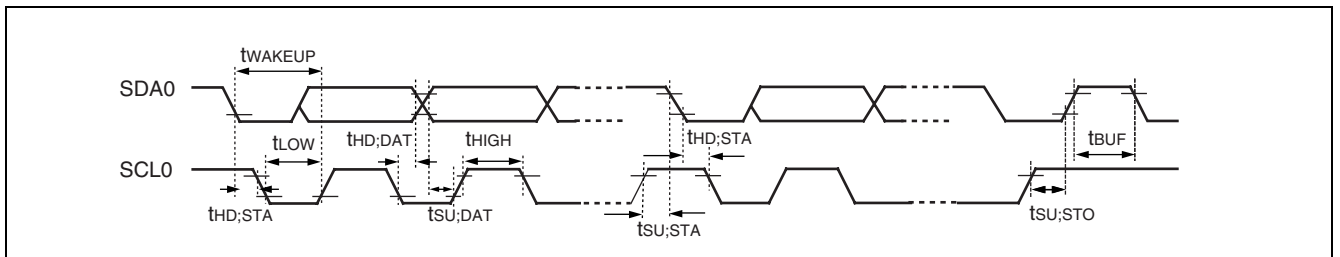 tWAKEUP
SDA0
tLOW
tHD;DAT
tHIGH
tHD;STA
tBUF
SCL0
tHD;STA
tSU;DAT
tSU;STA
tSU;STO